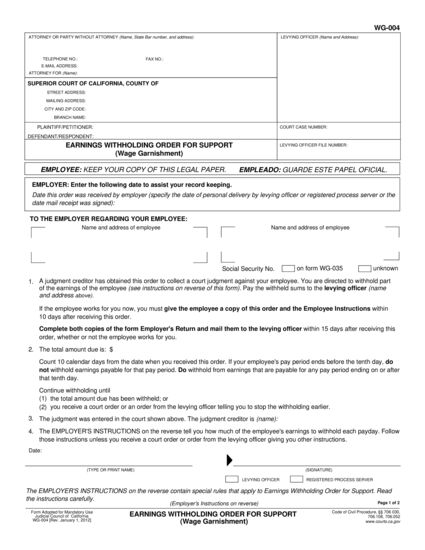 WG-004
ATTORNEY OR PARTY WITHOUT ATTORNEY (Name, State Bar number, and address):
LEVYING OFFICER (Name and Address):
TELEPHONE NO.: FAX NO.:
E-MAIL ADDRESS:
ATTORNEY FOR (Name):
SUPERIOR COURT OF CALIFORNIA, COUNTY OF
STREET ADDRESS:
MAILING ADDRESS:
CITY AND ZIP CODE:
BRANCH NAME:
PLAINTIFF/PETITIONER:
DEFENDANT/RESPONDENT:
COURT CASE NUMBER:
EARNINGS WITHHOLDING ORDER FOR SUPPORT
(Wage Garnishment)
LEVYING OFFICER FILE NUMBER:
EMPLOYEE: KEEP YOUR COPY OF THIS LEGAL PAPER. EMPLEADO: GUARDE ESTE PAPEL OFICIAL.
EMPLOYER: Enter the following date to assist your record keeping.
Date this order was received by employer (specify the date of personal delivery by levying officer or registered process server or the
date mail receipt was signed):
TO THE EMPLOYER REGARDING YOUR EMPLOYEE:
Name and address of employee
Name and address of employee
Social Security No. on form WG-035 unknown
1. A judgment creditor has obtained this order to collect a court judgment against your employee. You are directed to withhold part
of the earnings of the employee (see instructions on reverse of this form). Pay the withheld sums to the levying officer (name
and address above).
If the employee works for you now, you must give the employee a copy of this order and the Employee Instructions within
10 days after receiving this order.
Complete both copies of the form Employer's Return and mail them to the levying officer within 15 days after receiving this
order, whether or not the employee works for you.
2. The total amount due is: $
Count 10 calendar days from the date when you received this order. If your employee's pay period ends before the tenth day, do
not withhold earnings payable for that pay period. Do withhold from earnings that are payable for any pay period ending on or after
that tenth day.
Continue withholding until
(1) the total amount due has been withheld; or
(2) you receive a court order or an order from the levying officer telling you to stop the withholding earlier.
3. The judgment was entered in the court shown above. The judgment creditor is (name):
4. The EMPLOYER'S INSTRUCTIONS on the reverse tell you how much of the employee's earnings to withhold each payday. Follow
those instructions unless you receive a court order or order from the levying officer giving you other instructions.
Date:
(TYPE OR PRINT NAME) (SIGNATURE)
LEVYING OFFICER REGISTERED PROCESS SERVER
The EMPLOYER'S INSTRUCTIONS on the reverse contain special rules that apply to Earnings Withholding Order for Support. Read
the instructions carefully.
(Employer's Instructions on reverse)
Page 1 of 2
Form Adopted for Mandatory Use
Judicial Council of California
WG-004 [Rev. January 1, 2012]
EARNINGS WITHHOLDING ORDER FOR SUPPORT
(Wage Garnishment)
Code of Civil Procedure, §§ 706.030,
706.108, 706.052
www.courts.ca.gov